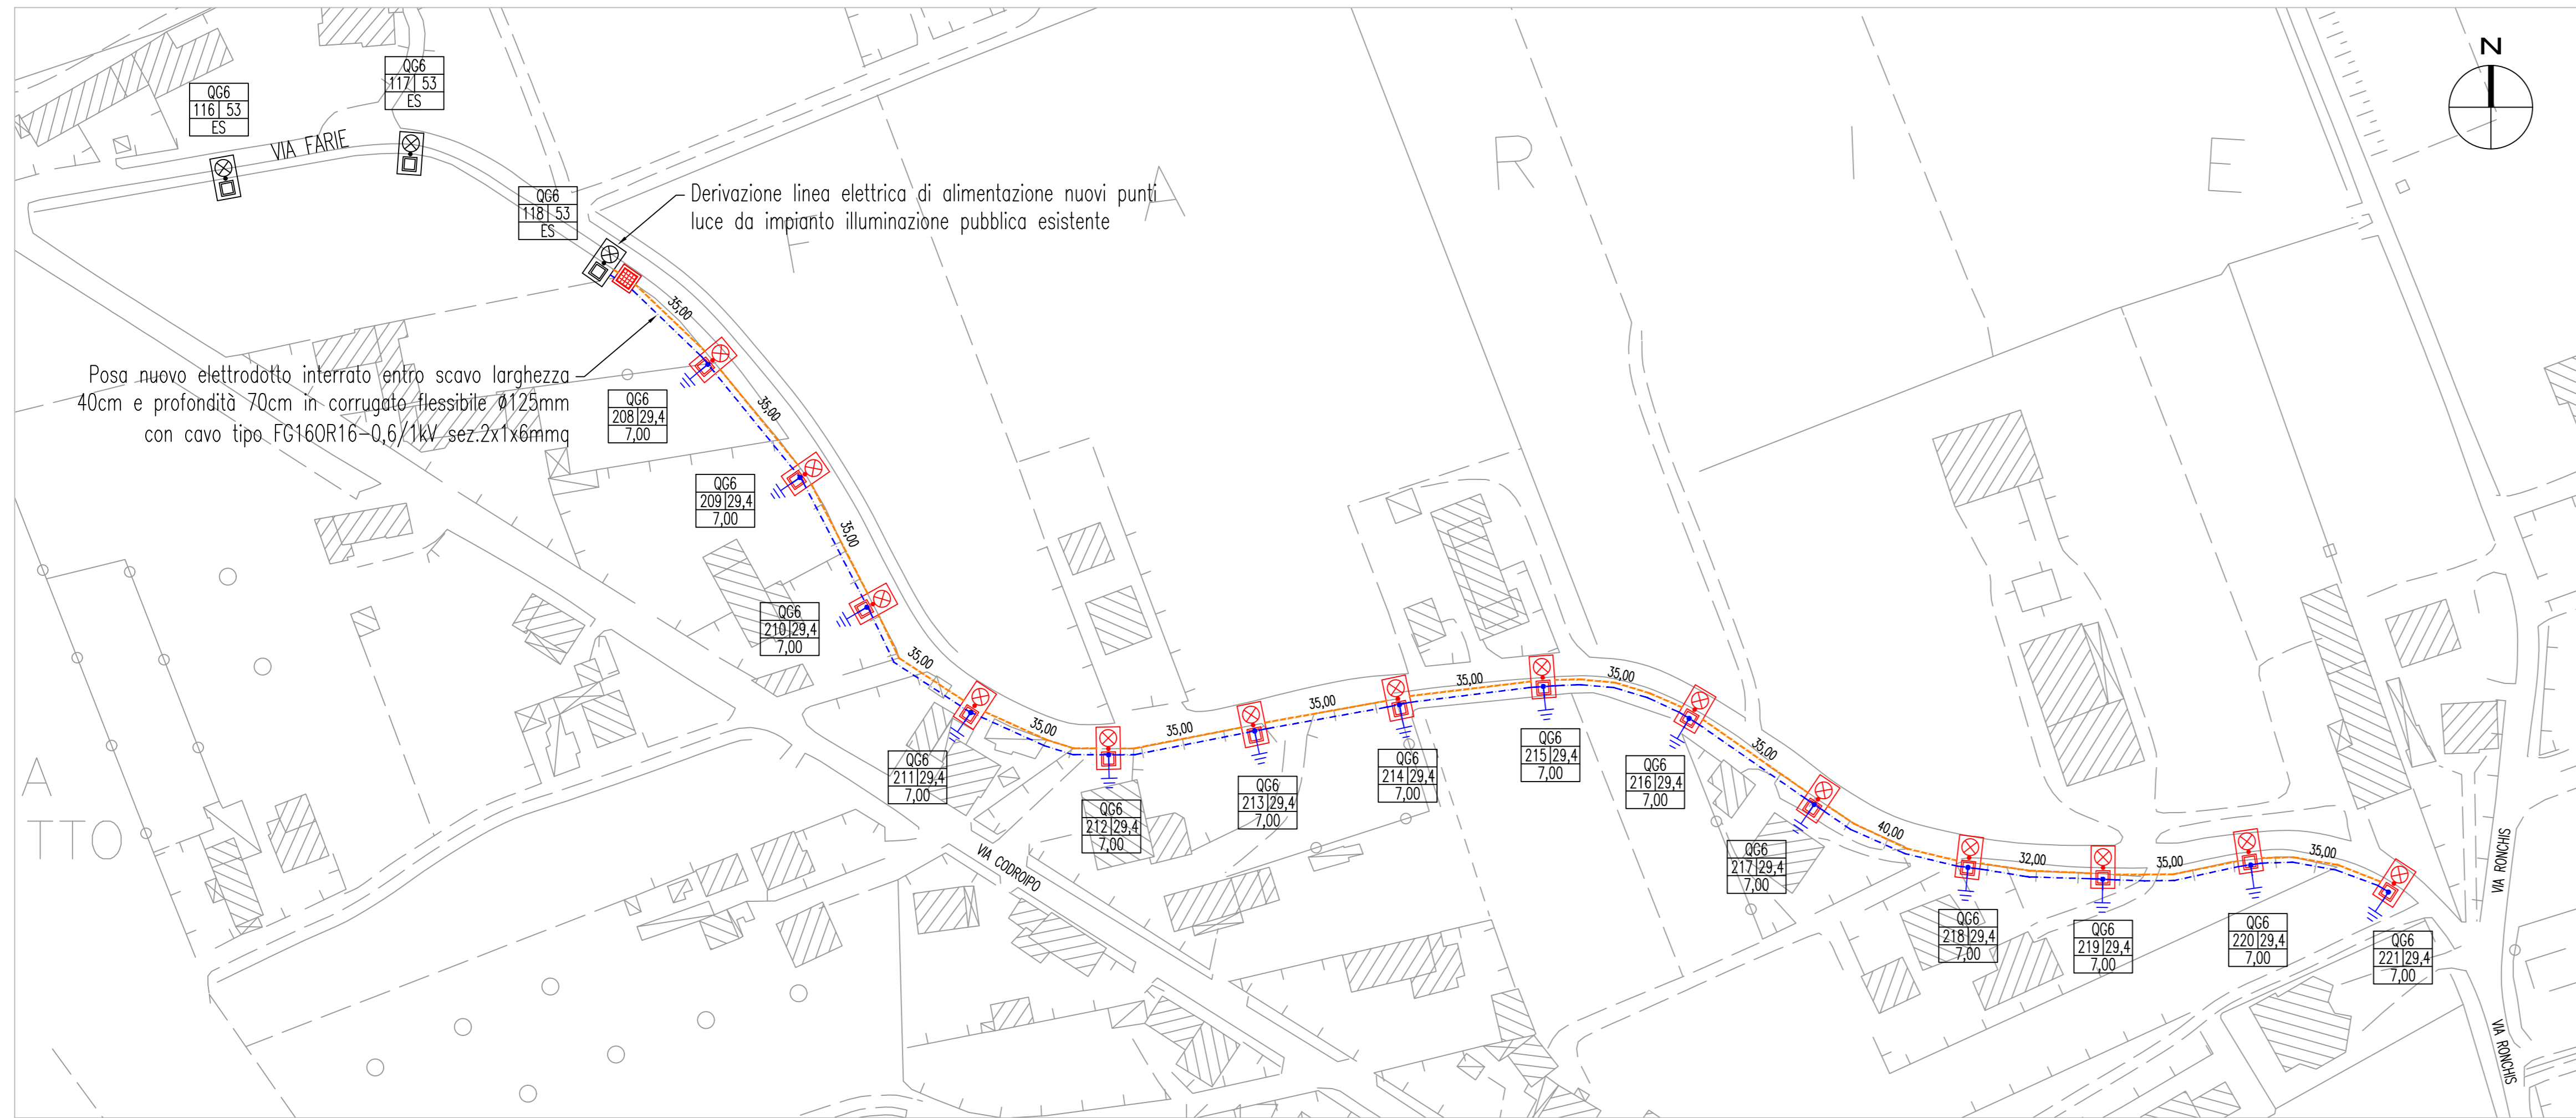 N
QG6
117 53
ES
QG6
116 53
ES
VIA FARIE
F A R I E
QG6
118 53
ES
Derivazione linea elettrica di alimentazione nuovi punti
luce da impianto illuminazione pubblica esistente
35,00
Posa nuovo elettrodotto interrato entro scavo larghezza
40cm e profondità 70cm in corrugato flessibile Ø125mm
con cavo tipo FG16OR16-0,6/1kV sez.2x1x6mmq
QG6
208 29,4
7,00
35,00
QG6
209 29,4
7,00
35,00
QG6
210 29,4
7,00
35,00
QG6
211 29,4
7,00
35,00
QG6
212 29,4
7,00
35,00
QG6
213 29,4
7,00
35,00
QG6
214 29,4
7,00
35,00
QG6
215 29,4
7,00
35,00
QG6
216 29,4
7,00
35,00
QG6
217 29,4
7,00
40,00
QG6
218 29,4
7,00
32,00
QG6
219 29,4
7,00
35,00
QG6
220 29,4
7,00
35,00
QG6
221 29,4
7,00
A
TTO
VIA CODROIPO
VIA RONCHIS
VIA RONCHIS